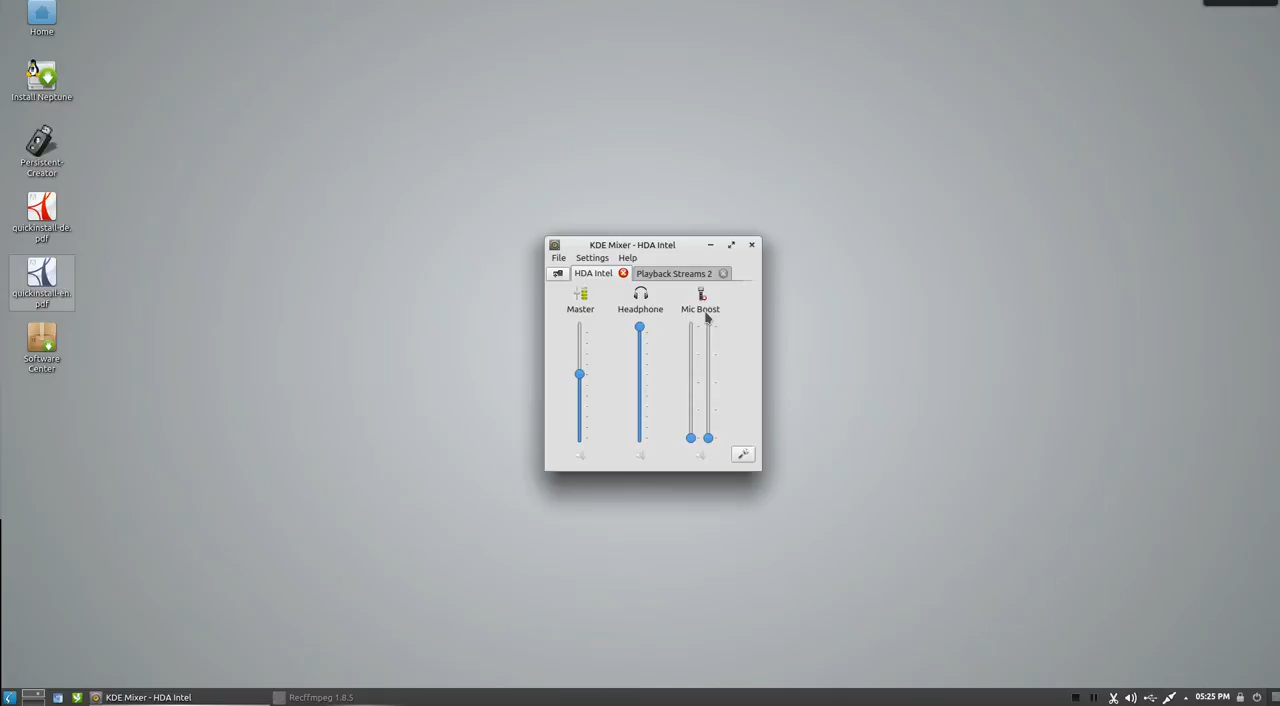 Home
Install Neptune
Persistent-
Creator
quickinstall-de.
pdf
quickinstall-en.
pdf
Software
Center
KDE Mixer - HDA Intel
File Settings Help
HDA Intel Playback Streams 2
Master Headphone Mic Boost
KDE Mixer - HDA Intel Recffmpeg 1.8.5 05:25 PM